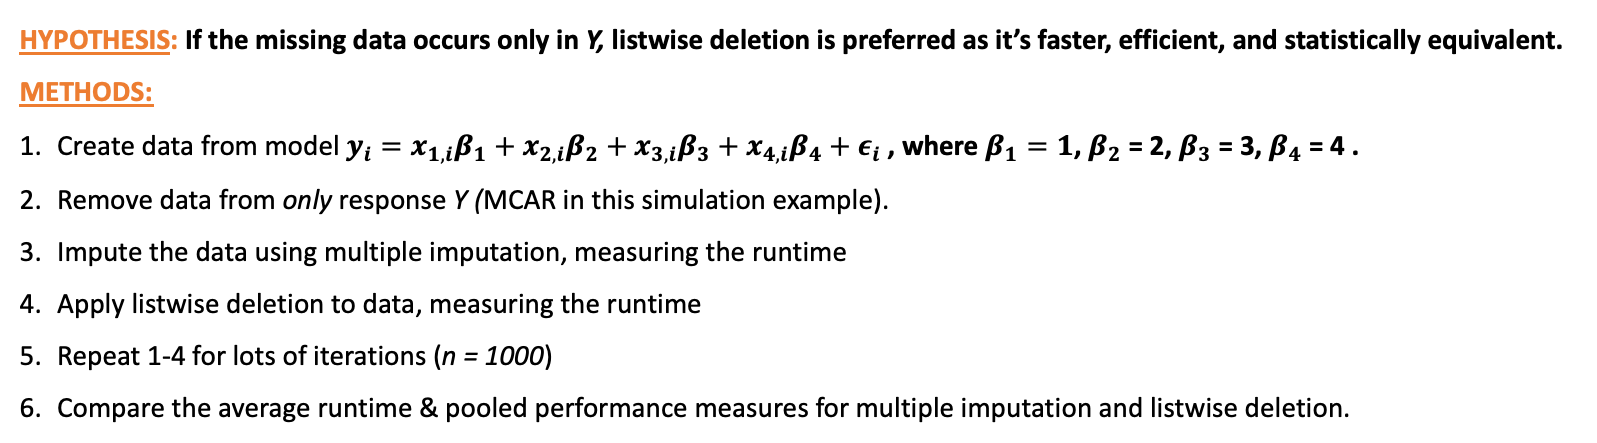 HYPOTHESIS: If the missing data occurs only in Y, listwise deletion is preferred as it’s faster, efficient, and statistically equivalent.
METHODS:
1. Create data from model yᵢ = x₁,ᵢβ₁ + x₂,ᵢβ₂ + x₃,ᵢβ₃ + x₄,ᵢβ₄ + ϵᵢ , where β₁ = 1, β₂ = 2, β₃ = 3, β₄ = 4 .
2. Remove data from only response Y (MCAR in this simulation example).
3. Impute the data using multiple imputation, measuring the runtime
4. Apply listwise deletion to data, measuring the runtime
5. Repeat 1-4 for lots of iterations (n = 1000)
6. Compare the average runtime & pooled performance measures for multiple imputation and listwise deletion.